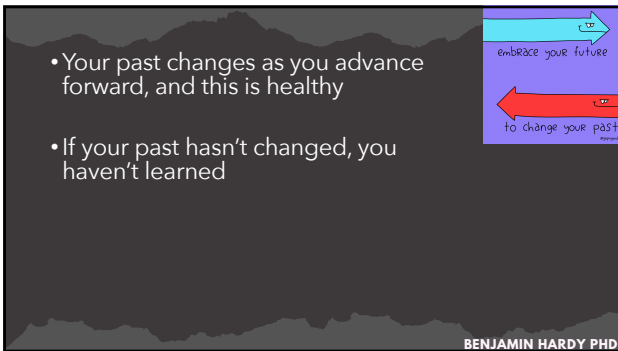 • Your past changes as you advance
forward, and this is healthy
• If your past hasn't changed, you
haven't learned
embRace youR futuRe
to change youR past
BENJAMIN HARDY PHD